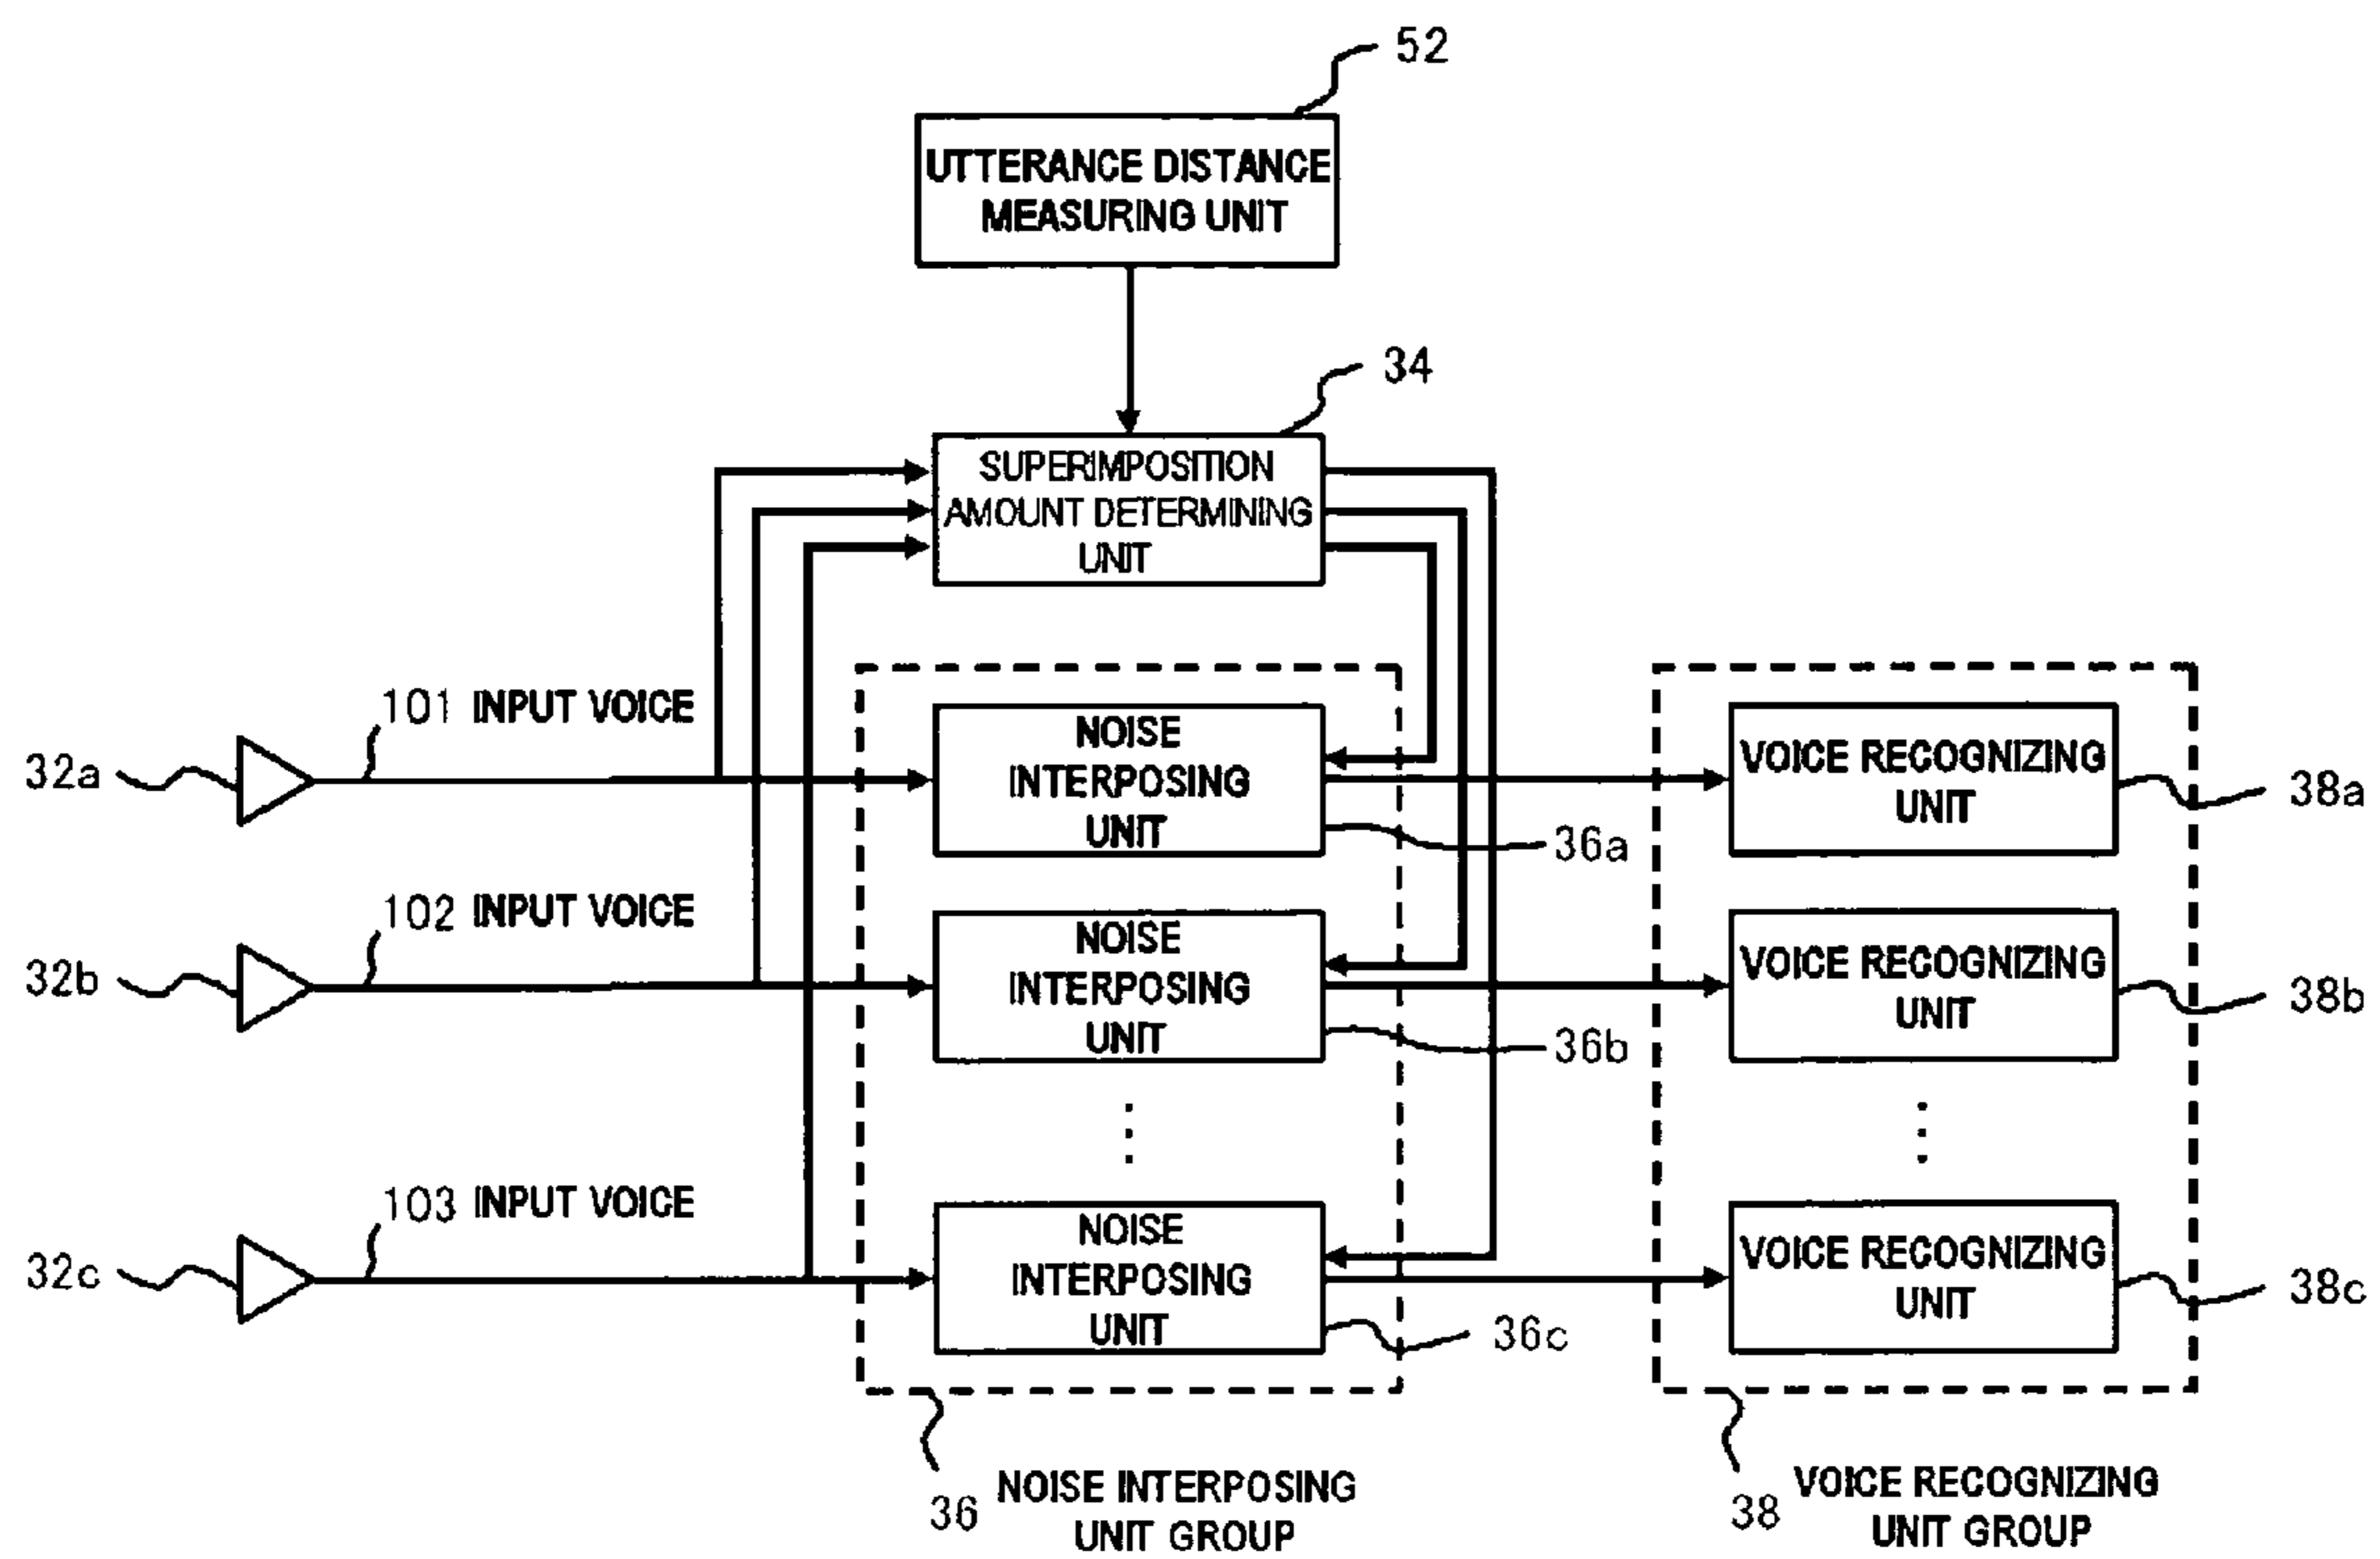 52
UTTERANCE DISTANCE
MEASURING UNIT
34
SUPERIMPOSITION
AMOUNT DETERMINING
UNIT
101 INPUT VOICE
32a
NOISE
INTERPOSING
UNIT
36a
VOICE RECOGNIZING
UNIT
38a
102 INPUT VOICE
32b
NOISE
INTERPOSING
UNIT
36b
VOICE RECOGNIZING
UNIT
38b
103 INPUT VOICE
32c
NOISE
INTERPOSING
UNIT
36c
VOICE RECOGNIZING
UNIT
38c
36 NOISE INTERPOSING
UNIT GROUP
38 VOICE RECOGNIZING
UNIT GROUP